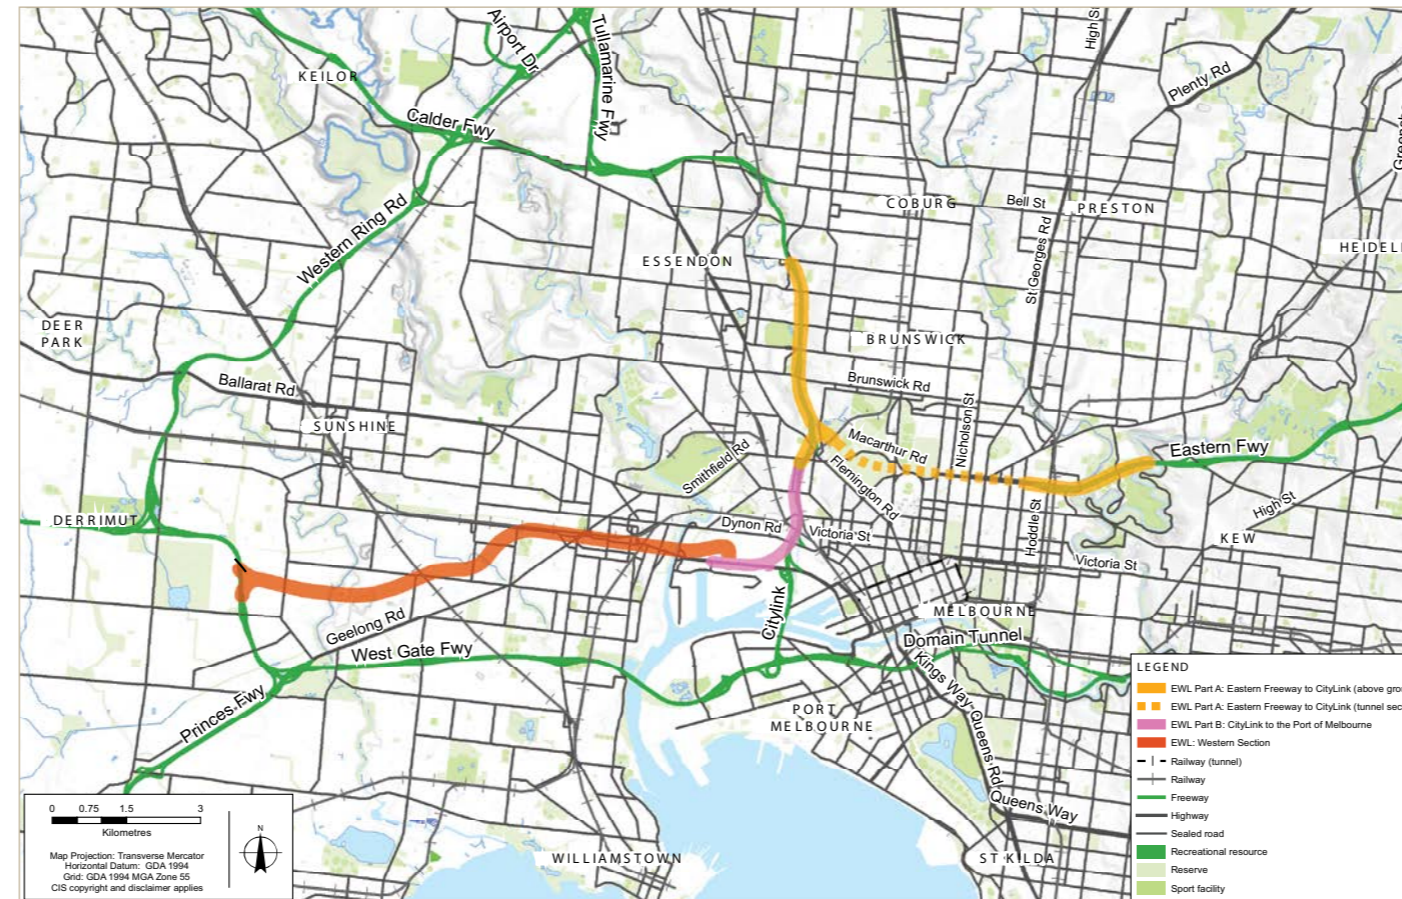 High St
Airport Dr
Tullamarine Fwy
Plenty Rd
KEILOR
Calder Fwy
COBURG
Bell St
PRESTON
Western Ring Rd
ESSENDON
St Georges Rd
DEER
PARK
BRUNSWICK
Ballarat Rd
Brunswick Rd
SUNSHINE
Nicholson St
Macarthur Rd
Smithfield Rd
Flemington Rd
Eastern Fwy
High St
DERRIMUT
Dynon Rd
Victoria St
Hoddle St
KEW
Victoria St
Geelong Rd
Citylink
MELBOURNE
West Gate Fwy
Domain Tunnel
Princes Fwy
Kings Way
Queens Rd
PORT
MELBOURNE
Queens Way
WILLIAMSTOWN
ST KILDA
LEGEND
EWL Part A: Eastern Freeway to CityLink (above
EWL Part A: Eastern Freeway to CityLink (tunnel
EWL Part B: CityLink to the Port of Melbourne
EWL: Western Section
Railway (tunnel)
Railway
Freeway
Highway
Sealed road
Recreational resource
Reserve
Sport facility
0 0.75 1.5 3
Kilometres
N
Map Projection: Transverse Mercator
Horizontal Datum: GDA 1994
Grid: GDA 1994 MGA Zone 55
CIS copyright and disclaimer applies